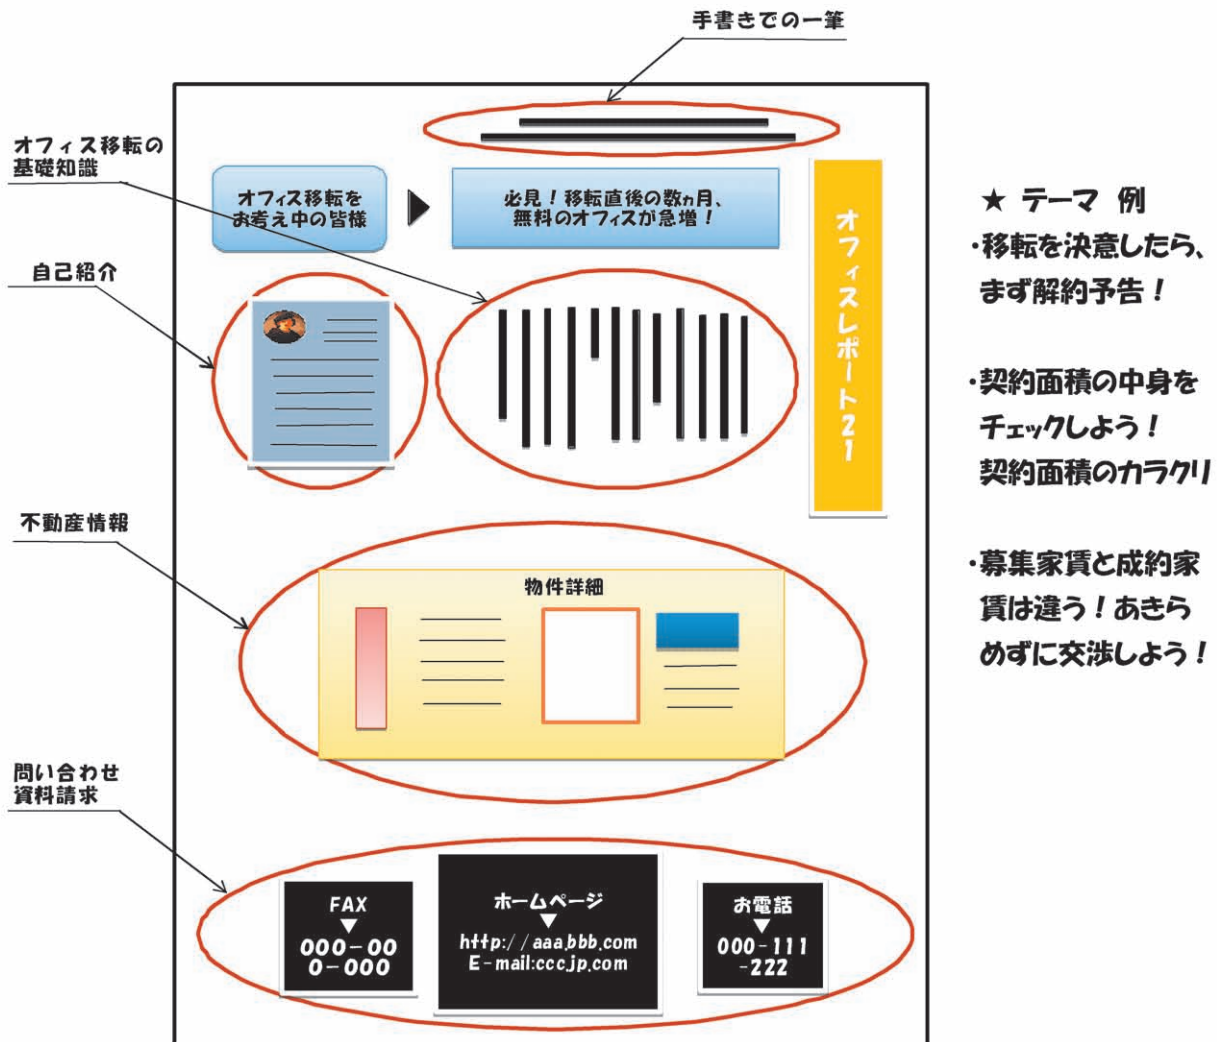 手書きでの一筆
オフィス移転の
基礎知識
オフィス移転を
お考え中の皆様
必見！移転直後の数ヵ月、
無料のオフィスが急増！
オフィスレポート21
自己紹介
不動産情報
物件詳細
問い合わせ
資料請求
FAX
000-00
0-000
ホームページ
http://aaa.bbb.com
E-mail:ccc.jp.com
お電話
000-111
-222
★ テーマ 例
・移転を決意したら、
まず解約予告！
・契約面積の中身を
チェックしよう！
契約面積のカラクリ
・募集家賃と成約家
賃は違う！あきら
めずに交渉しよう！